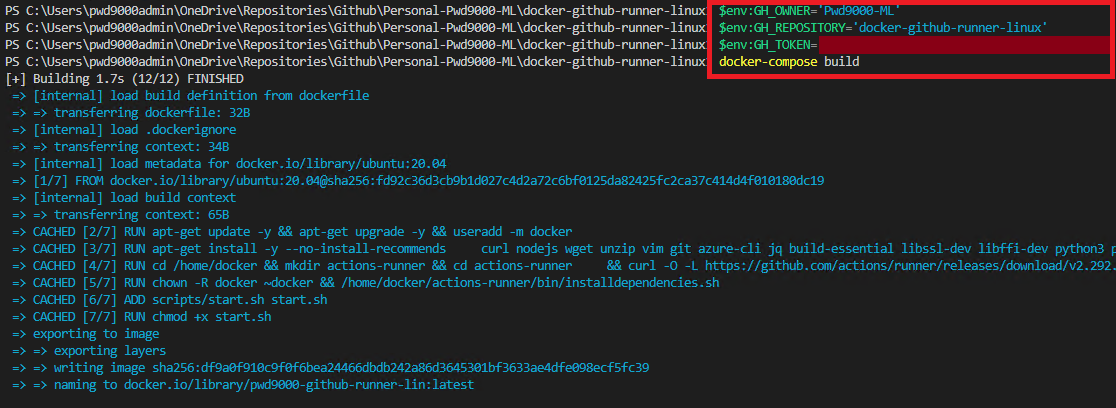 PS C:\Users\pwd9000admin\OneDrive\Repositories\Github\Personal-Pwd9000-ML\docker-github-runner-linux> $env:GH_OWNER='Pwd9000-ML'
PS C:\Users\pwd9000admin\OneDrive\Repositories\Github\Personal-Pwd9000-ML\docker-github-runner-linux> $env:GH_REPOSITORY='docker-github-runner-linux'
PS C:\Users\pwd9000admin\OneDrive\Repositories\Github\Personal-Pwd9000-ML\docker-github-runner-linux> $env:GH_TOKEN=
PS C:\Users\pwd9000admin\OneDrive\Repositories\Github\Personal-Pwd9000-ML\docker-github-runner-linux> docker-compose build
[+] Building 1.7s (12/12) FINISHED
=> [internal] load build definition from dockerfile
=> => transferring dockerfile: 32B
=> [internal] load .dockerignore
=> => transferring context: 34B
=> [internal] load metadata for docker.io/library/ubuntu:20.04
=> [1/7] FROM docker.io/library/ubuntu:20.04@sha256:fd92c36d3cb9b1d027c4d2a72c6bf0125da82425fc2ca37c414d4f010180dc19
=> [internal] load build context
=> => transferring context: 65B
=> CACHED [2/7] RUN apt-get update -y && apt-get upgrade -y && useradd -m docker
=> CACHED [3/7] RUN apt-get install -y --no-install-recommends curl nodejs wget unzip vim git azure-cli jq build-essential libssl-dev libffi-dev python3 p
=> CACHED [4/7] RUN cd /home/docker && mkdir actions-runner && cd actions-runner && curl -O -L https://github.com/actions/runner/releases/download/v2.292.
=> CACHED [5/7] RUN chown -R docker ~docker && /home/docker/actions-runner/bin/installdependencies.sh
=> CACHED [6/7] ADD scripts/start.sh start.sh
=> CACHED [7/7] RUN chmod +x start.sh
=> exporting to image
=> => exporting layers
=> => writing image sha256:df9a0f910c9f0f6bea24466dbdb242a86d3645301bf3633ae4dfe098ecf5fc39
=> => naming to docker.io/library/pwd9000-github-runner-lin:latest